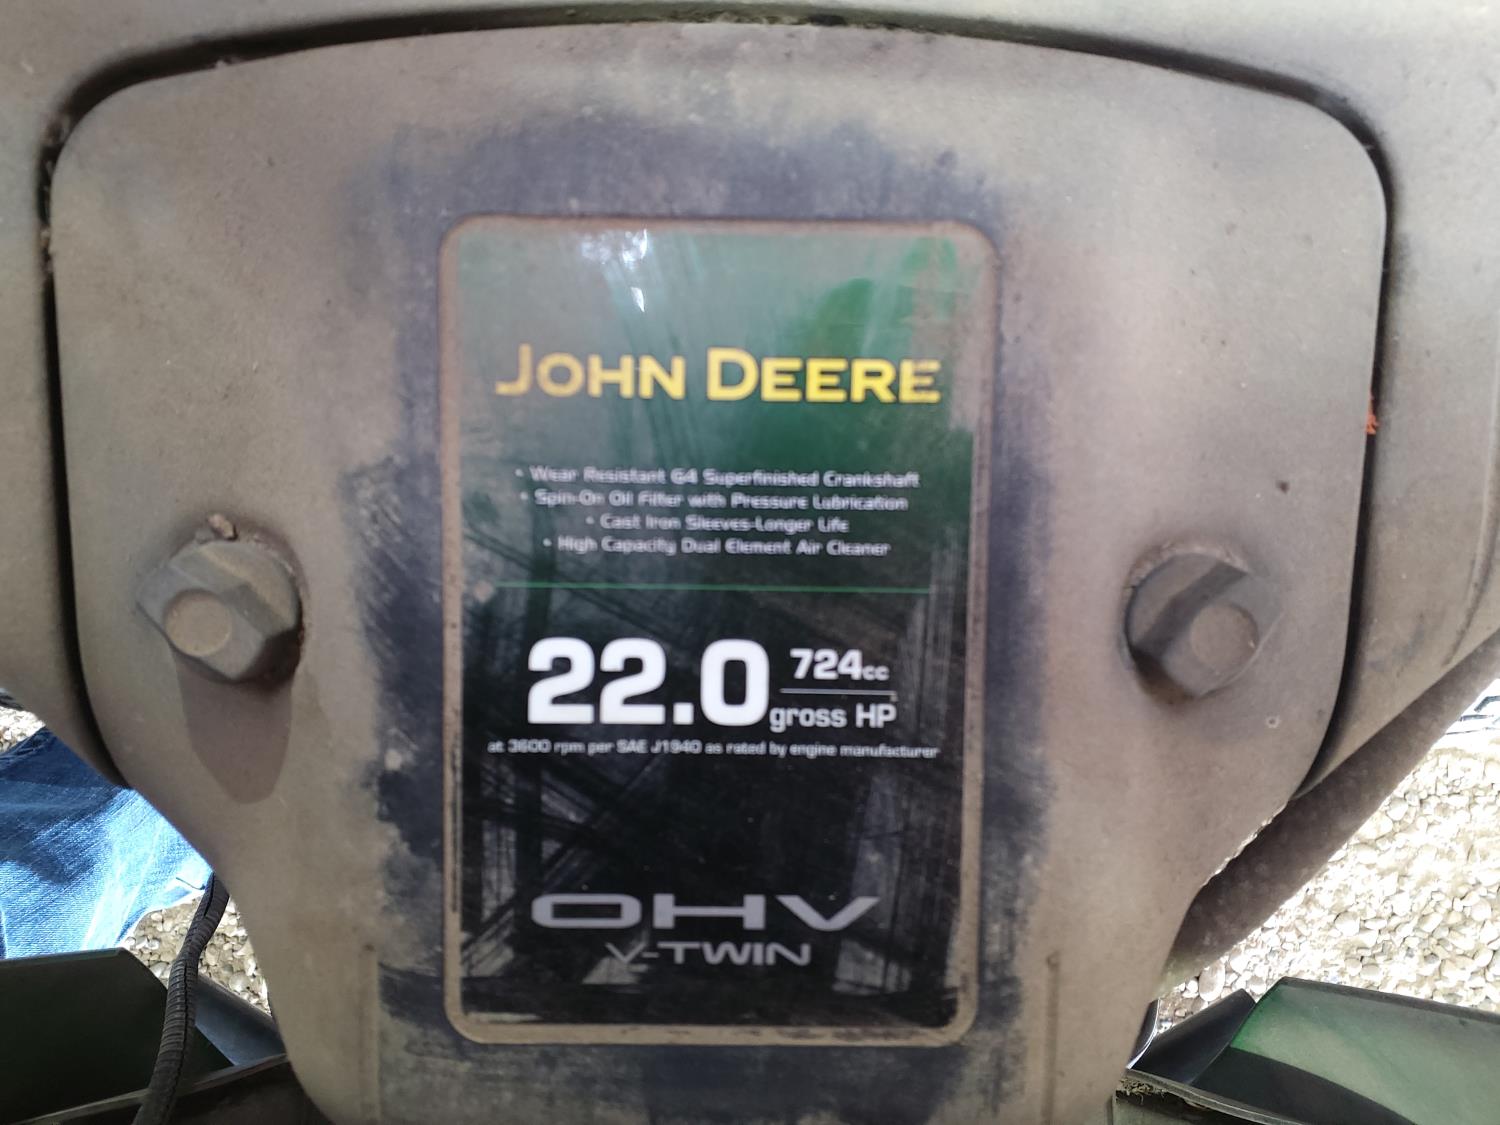 JOHN DEERE
• Wear Resistant G4 Superfinished Crankshaft
• Spin-On Oil Filter with Pressure Lubrication
• Cast Iron Sleeves-Longer Life
• High Capacity Dual Element Air Cleaner
22.0 724cc
gross HP
at 3600 rpm per SAE J1940 as rated by engine manufacturer
OHV
V-TWIN